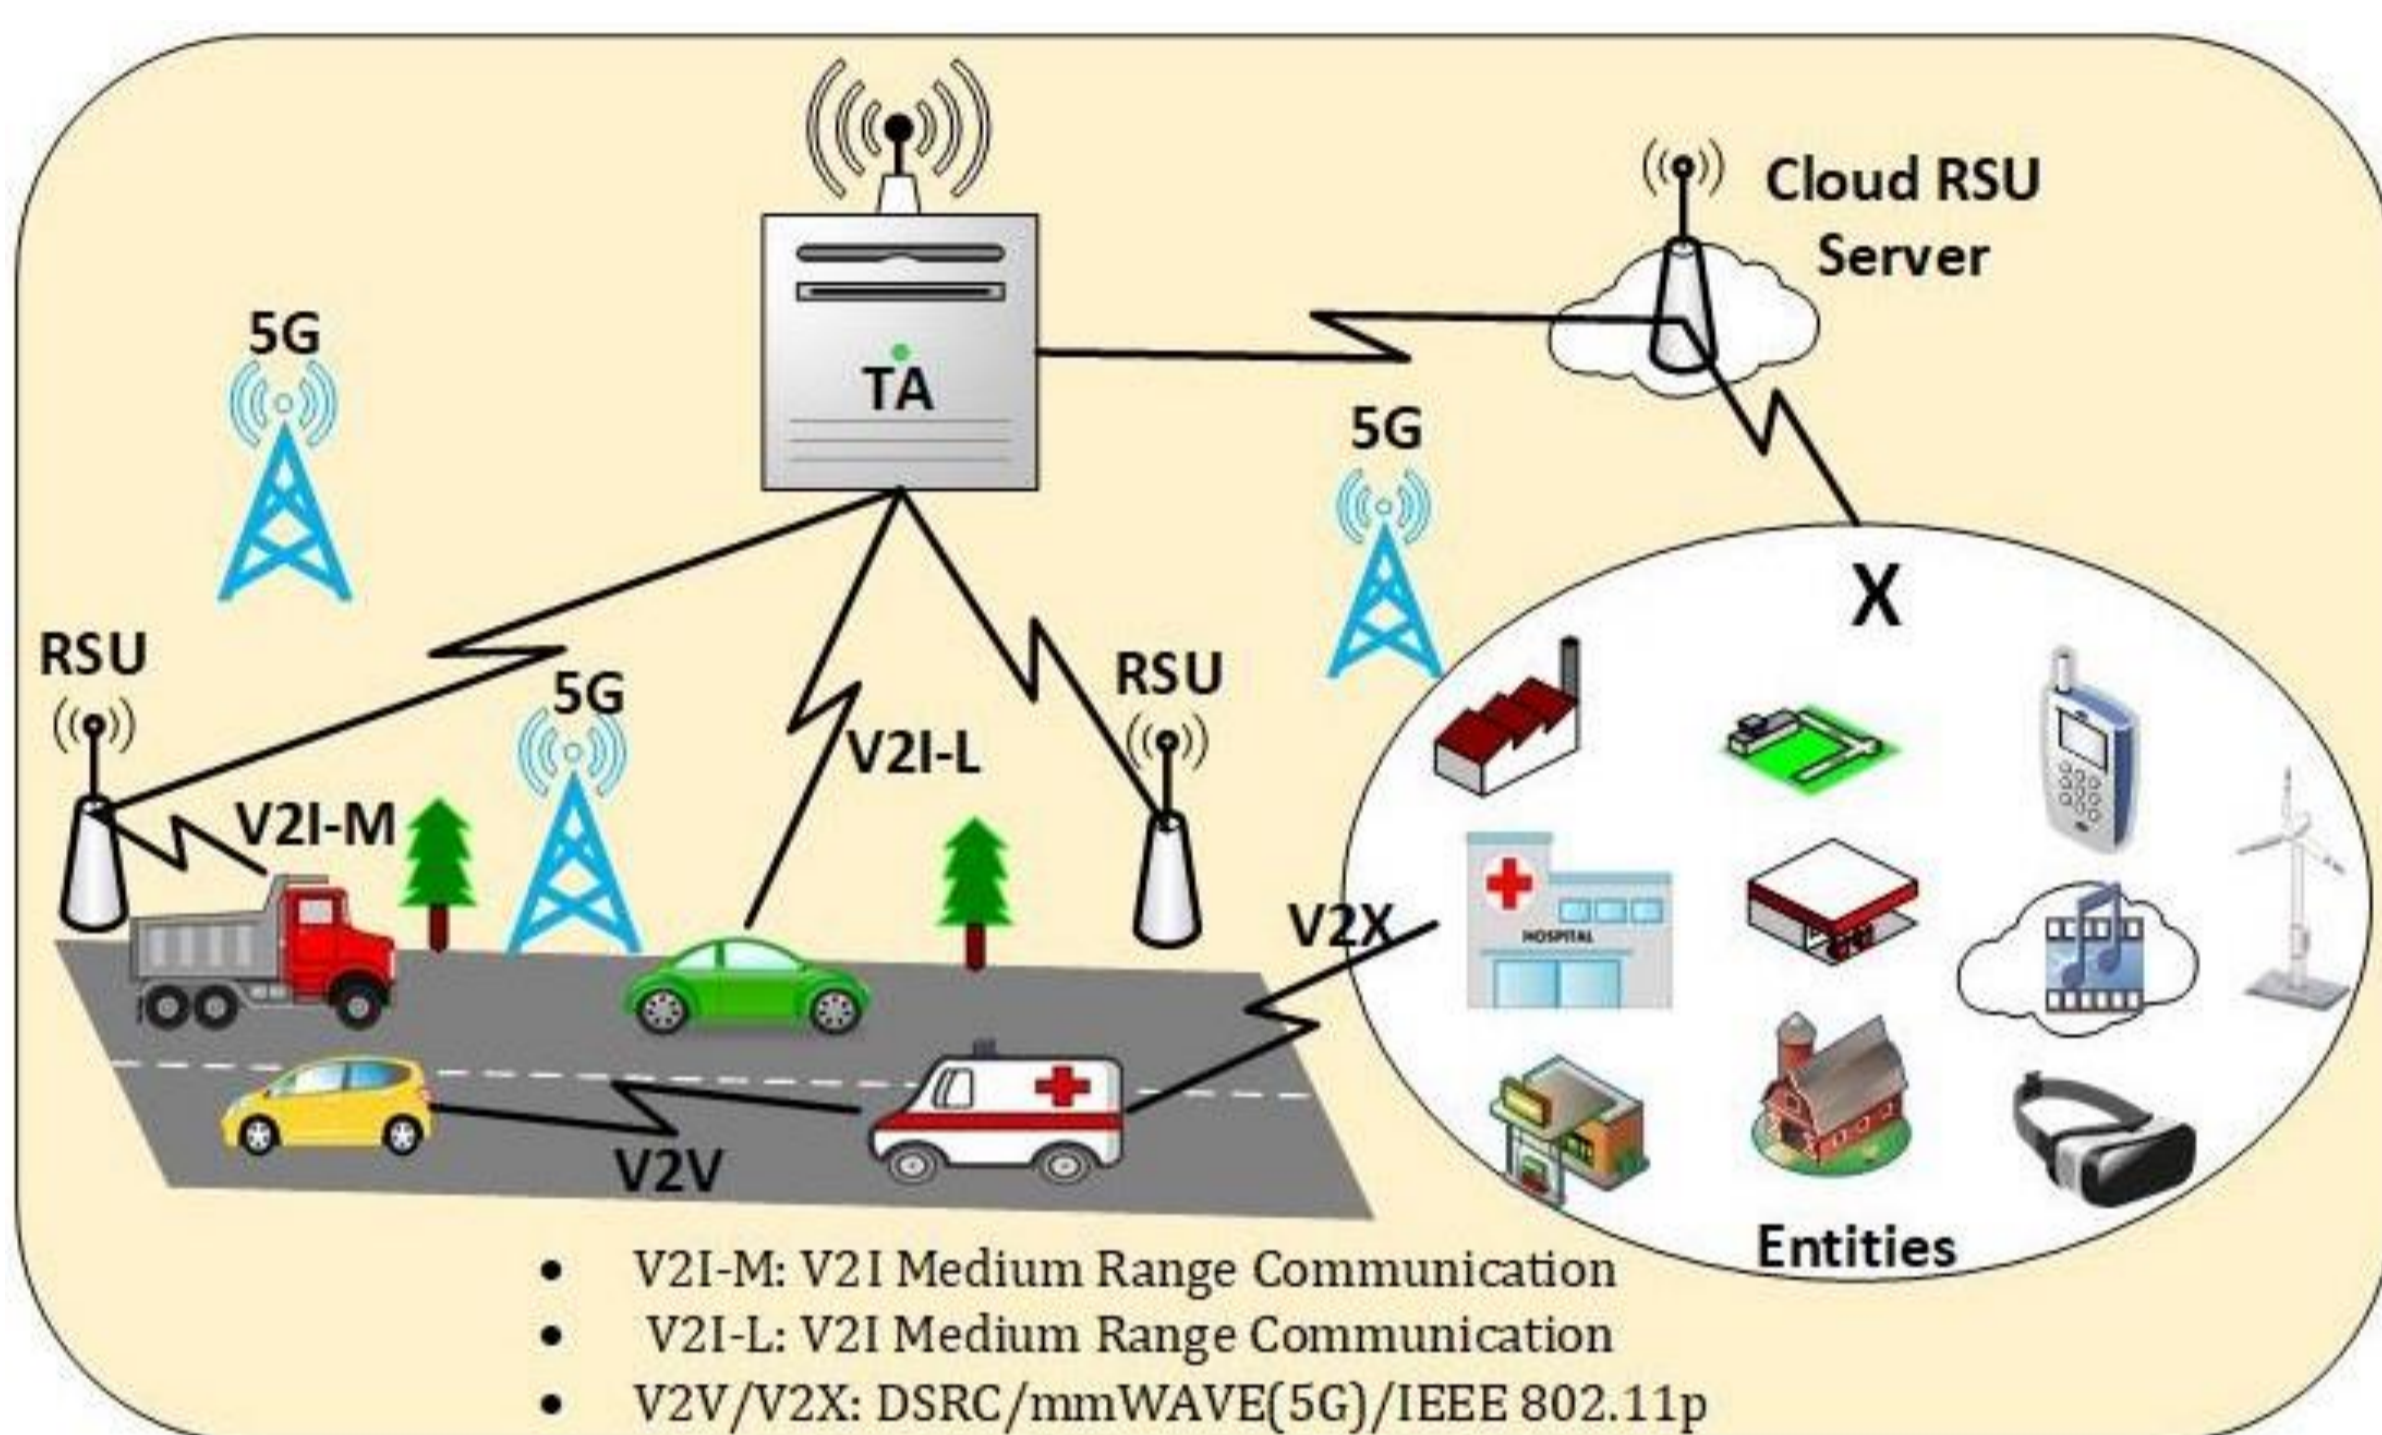 Cloud RSU
Server
5G
TA
5G
X
RSU
5G
RSU
V2I-L
V2I-M
V2X
HOSPITAL
V2V
Entities
• V2I-M: V2I Medium Range Communication
• V2I-L: V2I Medium Range Communication
• V2V/V2X: DSRC/mmWAVE(5G)/IEEE 802.11p